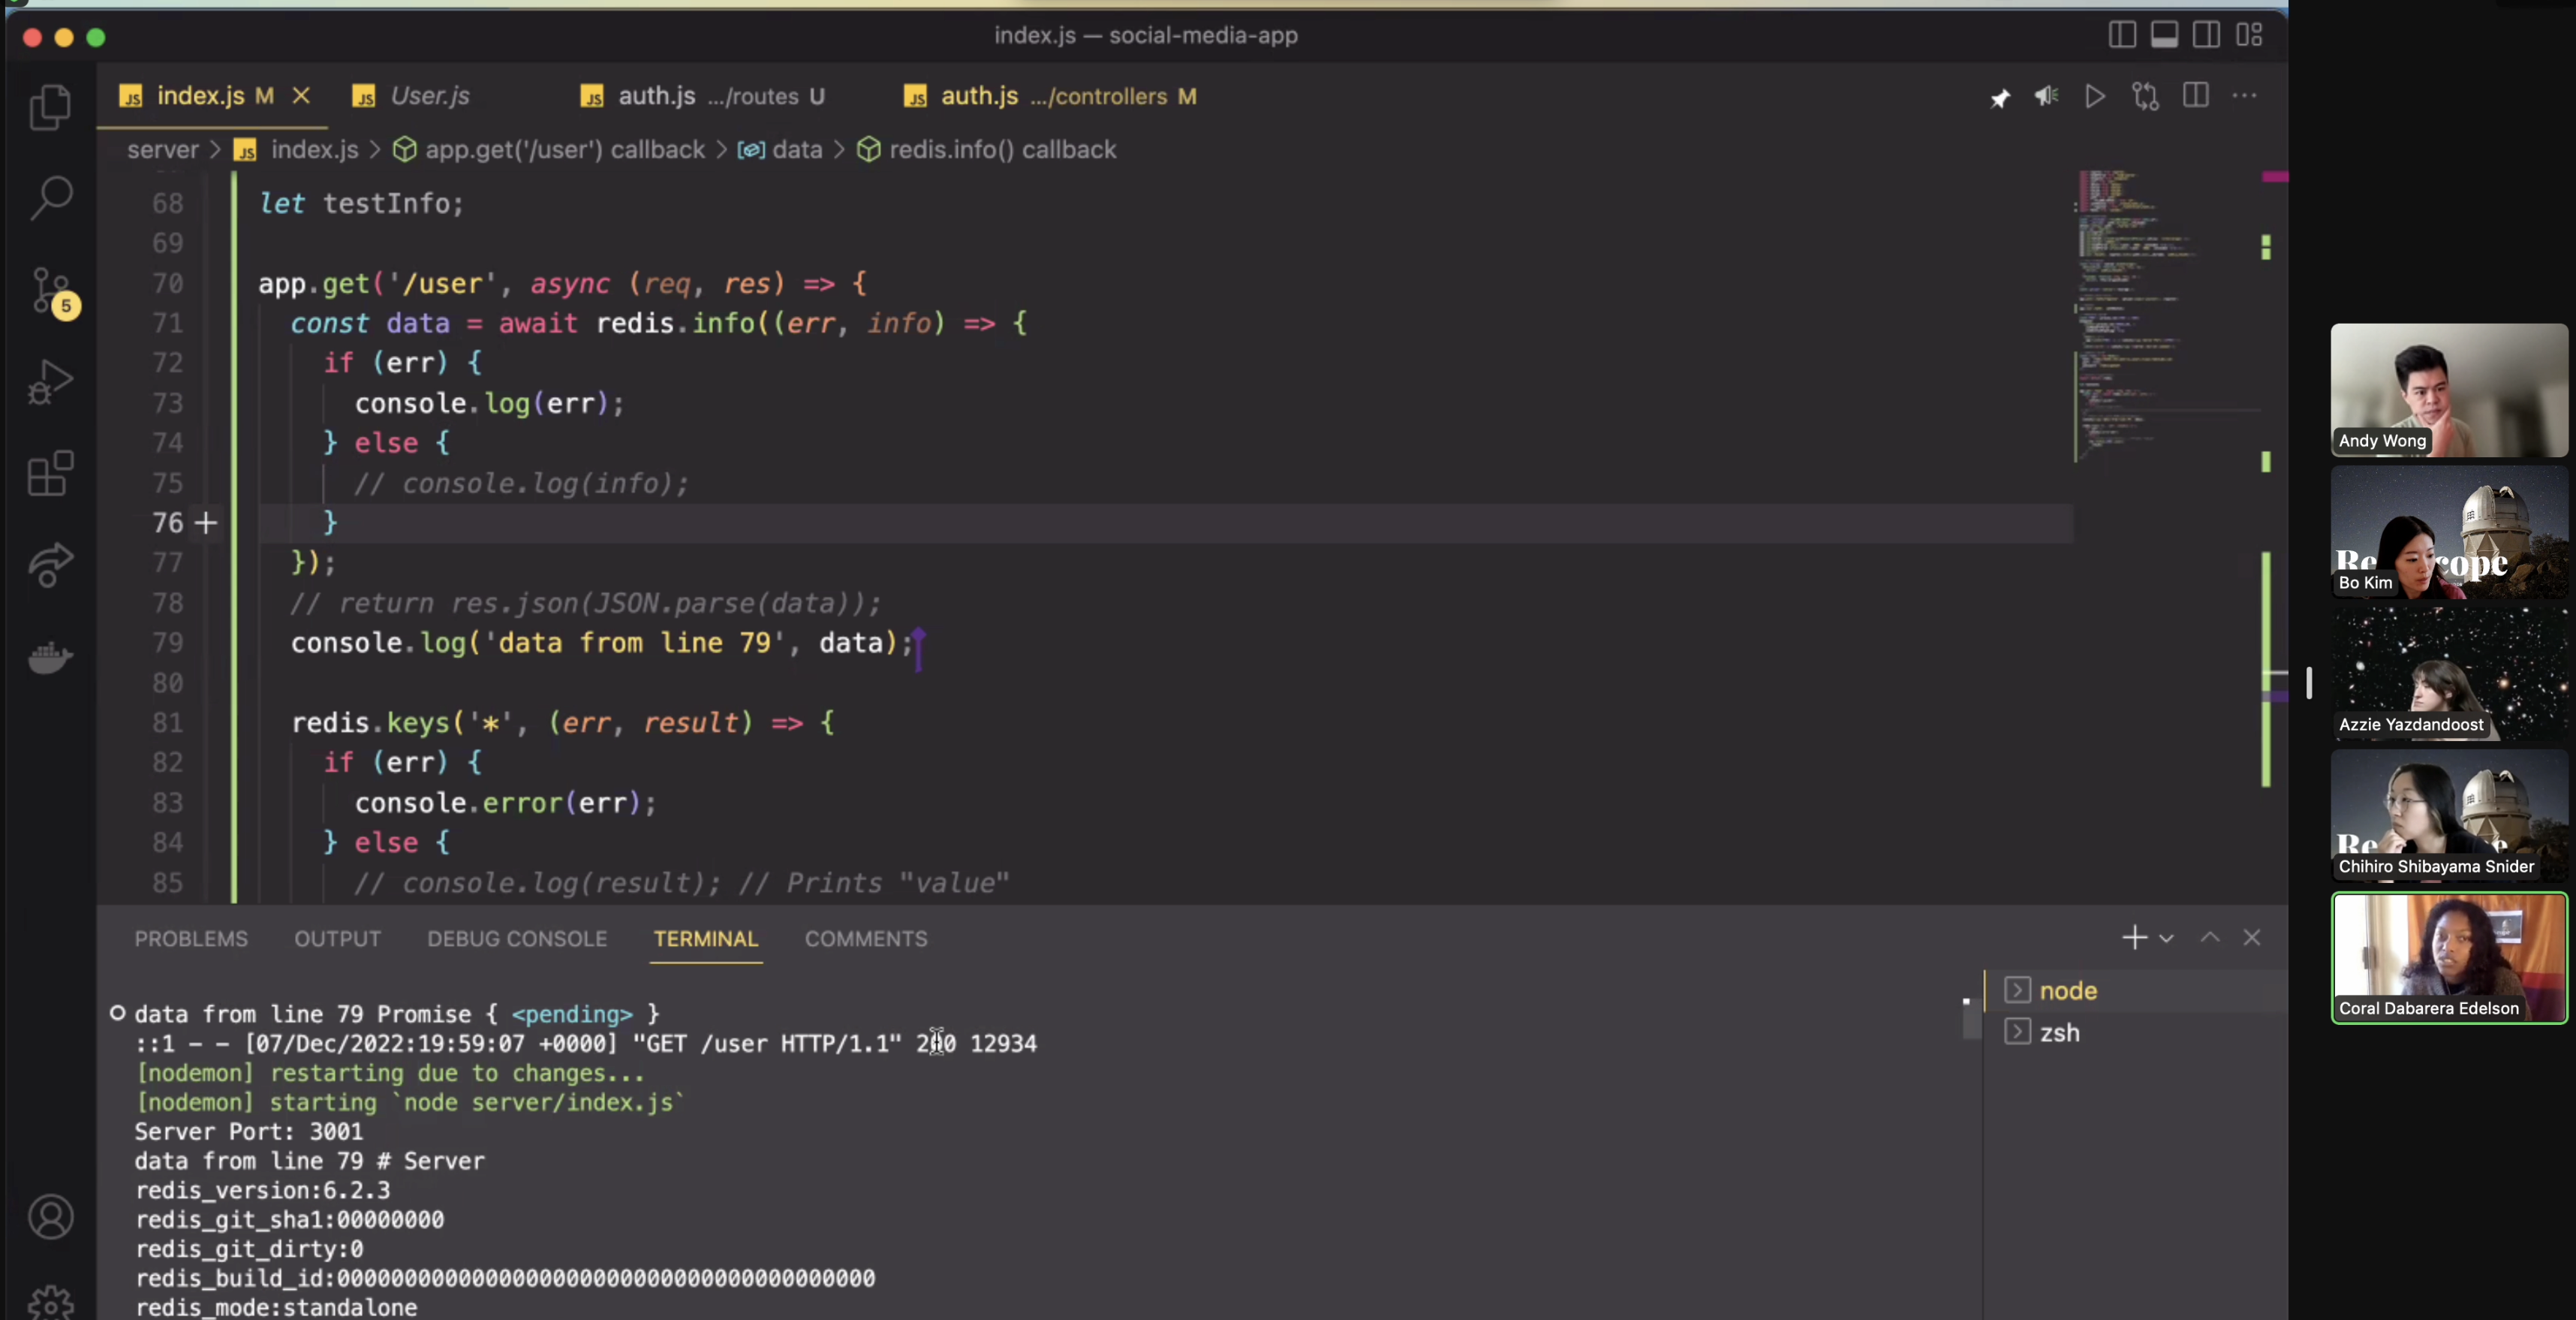 index.js — social-media-app
index.js M
User.js
auth.js .../routes U
auth.js .../controllers M
server > index.js > app.get('/user') callback > data > redis.info() callback
68 let testInfo;
69
70 app.get('/user', async (req, res) => {
71 const data = await redis.info((err, info) => {
72 if (err) {
73 console.log(err);
74 } else {
75 // console.log(info);
76 + }
77 });
78 // return res.json(JSON.parse(data));
79 console.log('data from line 79', data);
80
81 redis.keys('*', (err, result) => {
82 if (err) {
83 console.error(err);
84 } else {
85 // console.log(result); // Prints "value"
5
PROBLEMS OUTPUT DEBUG CONSOLE TERMINAL COMMENTS
data from line 79 Promise { <pending> }
::1 - - [07/Dec/2022:19:59:07 +0000] "GET /user HTTP/1.1" 200 12934
[nodemon] restarting due to changes...
[nodemon] starting `node server/index.js`
Server Port: 3001
data from line 79 # Server
redis_version:6.2.3
redis_git_sha1:00000000
redis_git_dirty:0
redis_mode:standalone
node
zsh
Andy Wong
Bo Kim
Azzie Yazdandoost
Chihiro Shibayama Snider
Coral Dabarera Edelson